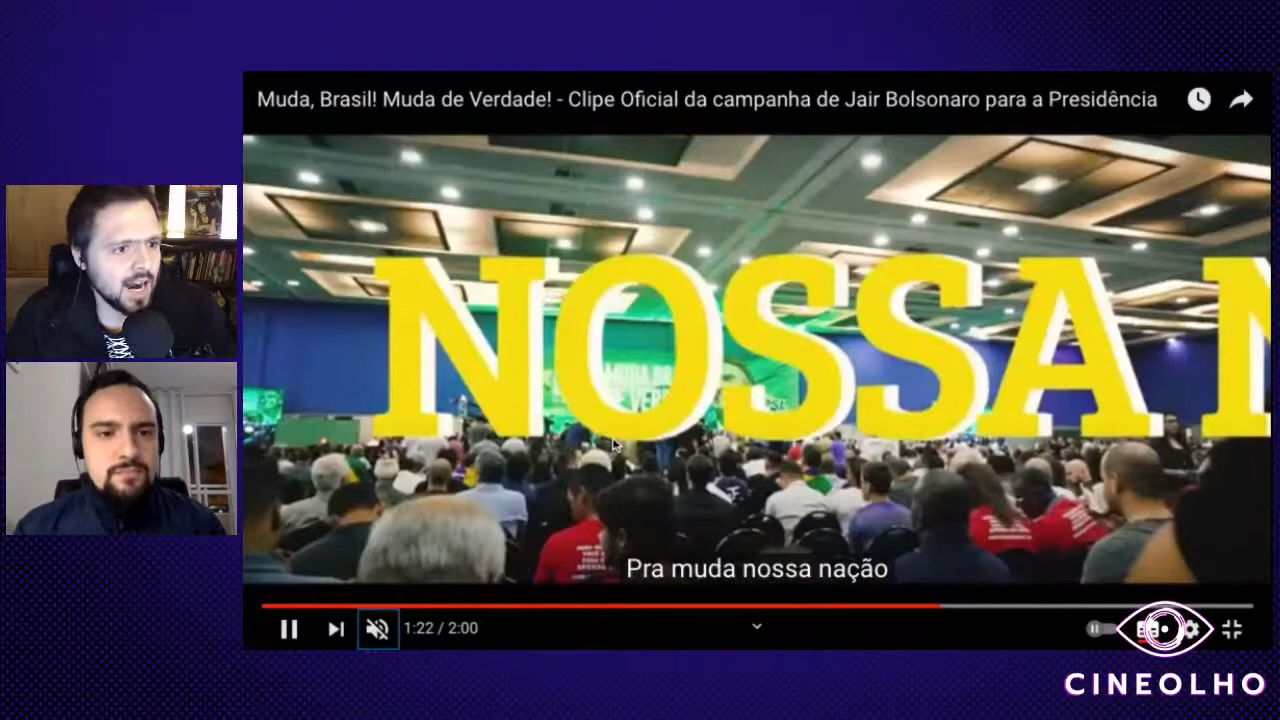 Muda, Brasil! Muda de Verdade! - Clipe Oficial da campanha de Jair Bolsonaro para a Presidência
NOSSA N
Pra muda nossa nação
1:22 / 2:00
CINEOLHO